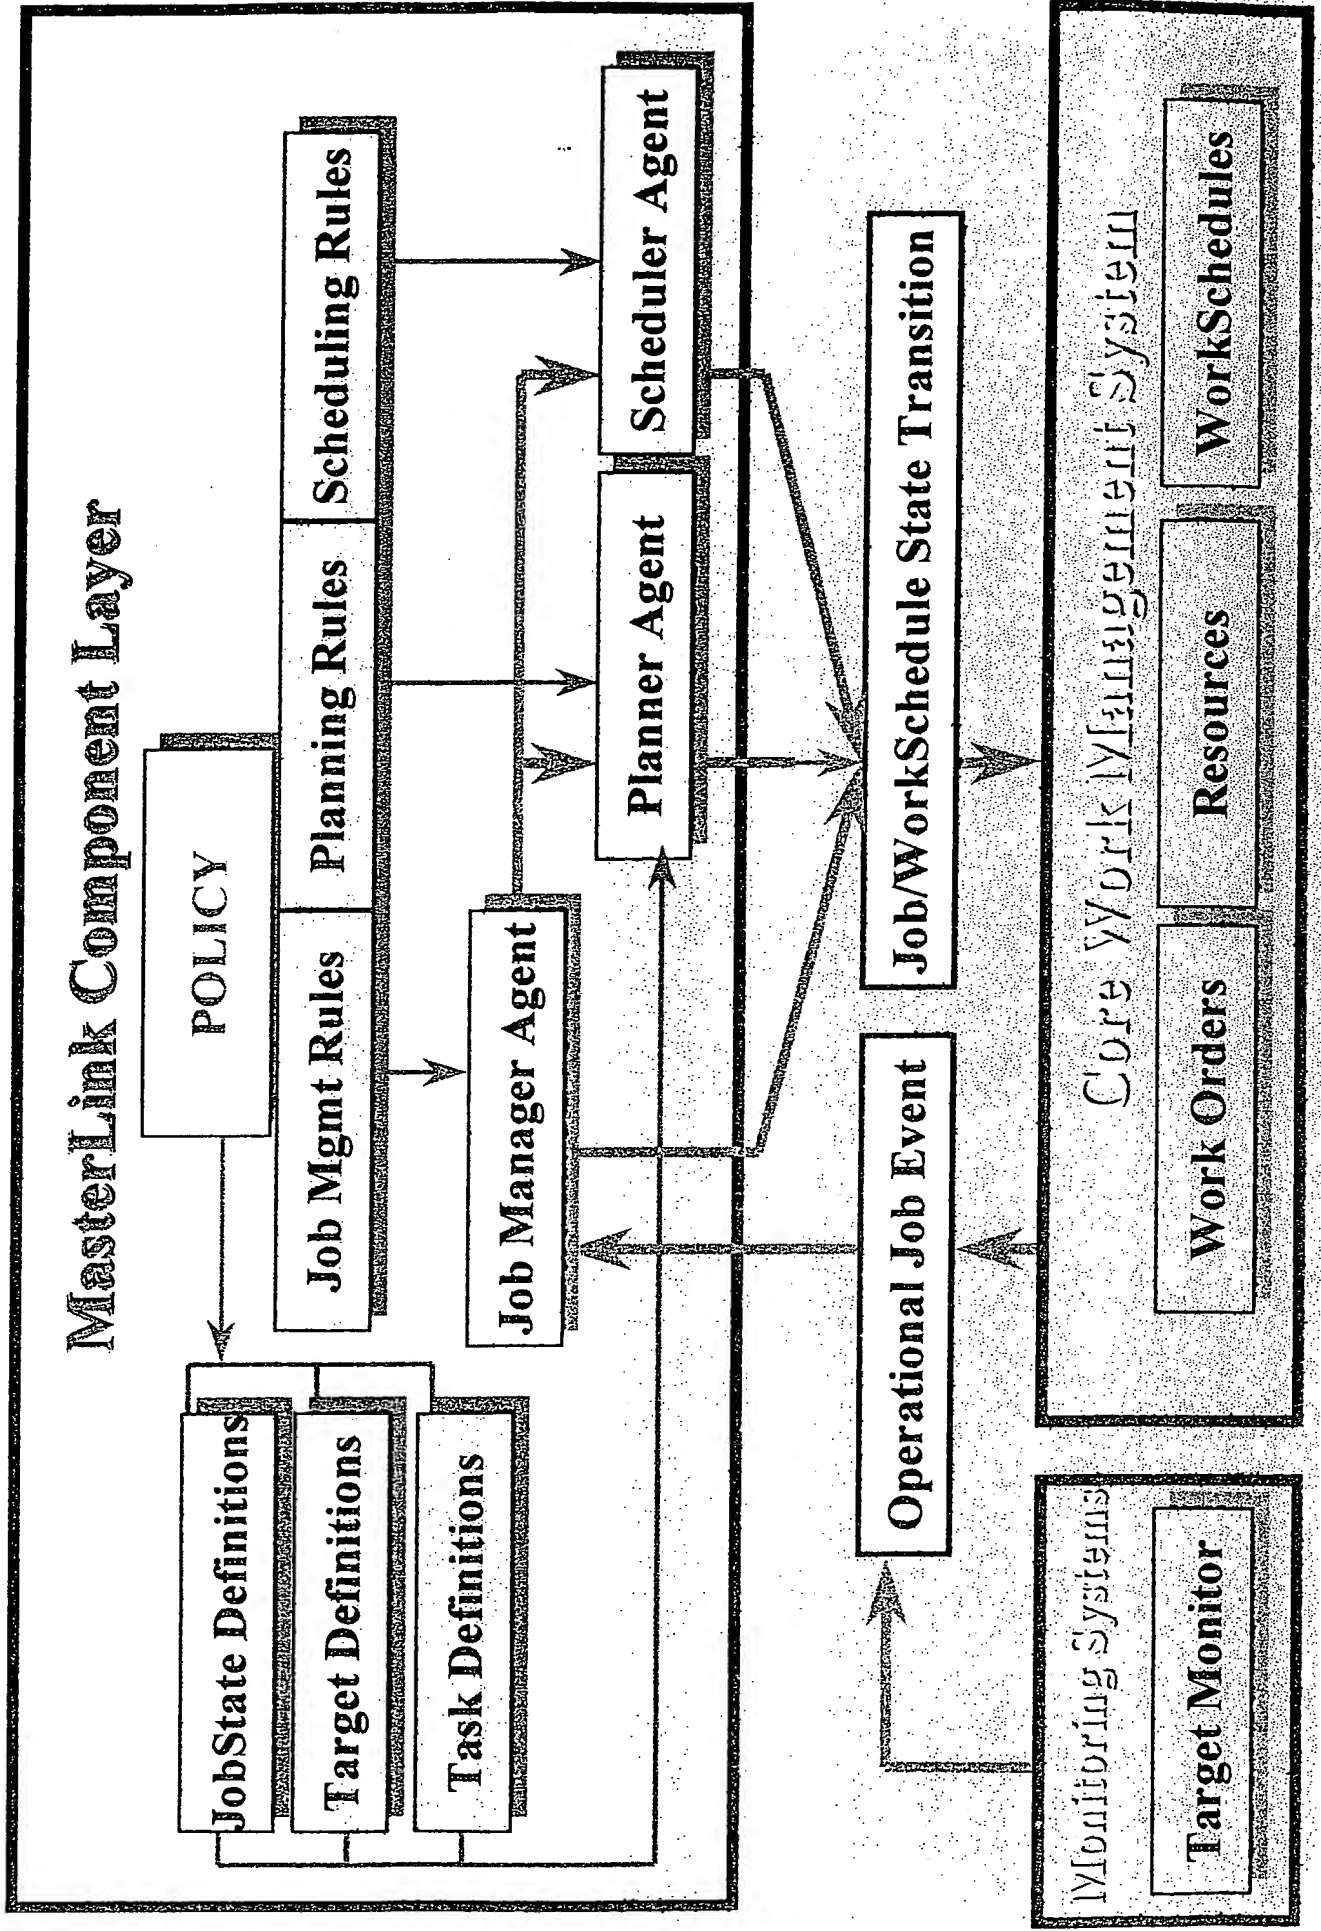 MasterLink Component Layer
POLICY
Job Mgmt Rules
Planning Rules
Scheduling Rules
JobState Definitions
Target Definitions
Task Definitions
Job Manager Agent
Planner Agent
Scheduler Agent
Operational Job Event
Job/WorkSchedule State Transition
Monitoring Systems
Target Monitor
Core Work Management System
Work Orders
Resources
WorkSchedules